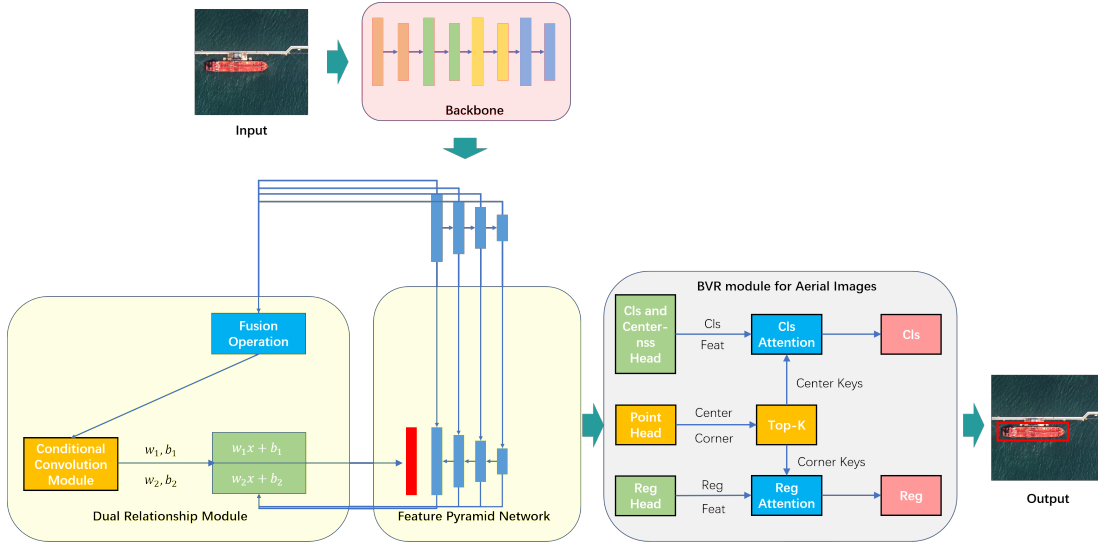 Input
Backbone
Fusion
Operation
Conditional
Convolution
Module
w₁, b₁
w₂, b₂
w₁x + b₁
w₂x + b₂
Dual Relationship Module
Feature Pyramid Network
BVR module for Aerial Images
Cls and
Center-
nss
Head
Cls
Feat
Cls
Attention
Cls
Center Keys
Point
Head
Center
Corner
Top-K
Corner Keys
Reg
Head
Reg
Feat
Reg
Attention
Reg
Output